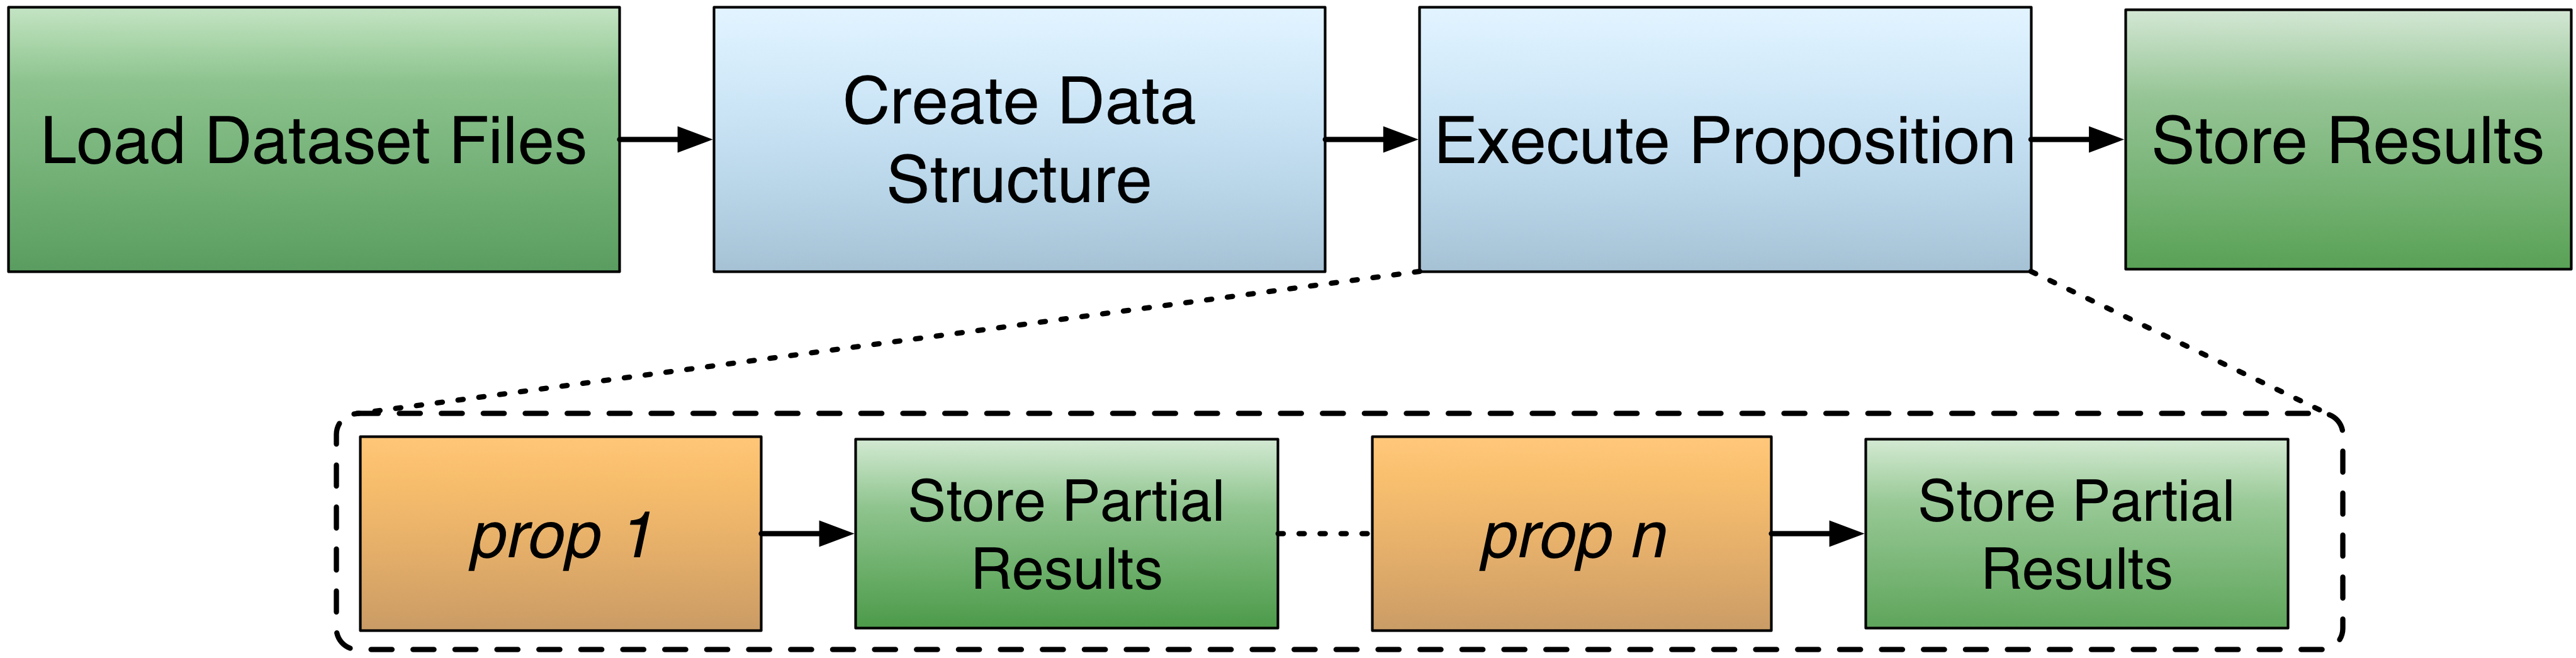 Load Dataset Files
Create Data
Structure
Execute Proposition
Store Results
prop 1
Store Partial
Results
prop n
Store Partial
Results